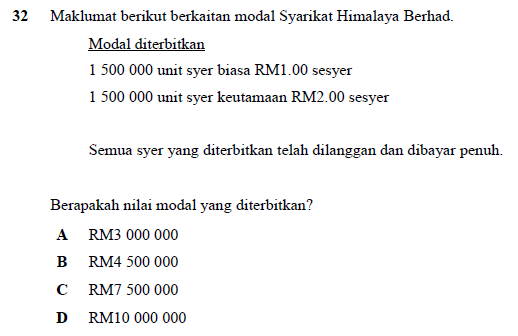 32 Maklumat berikut berkaitan modal Syarikat Himalaya Berhad.
Modal diterbitkan
1 500 000 unit syer biasa RM1.00 sesyer
1 500 000 unit syer keutamaan RM2.00 sesyer
Semua syer yang diterbitkan telah dilanggan dan dibayar penuh.
Berapakah nilai modal yang diterbitkan?
A RM3 000 000
B RM4 500 000
C RM7 500 000
D RM10 000 000